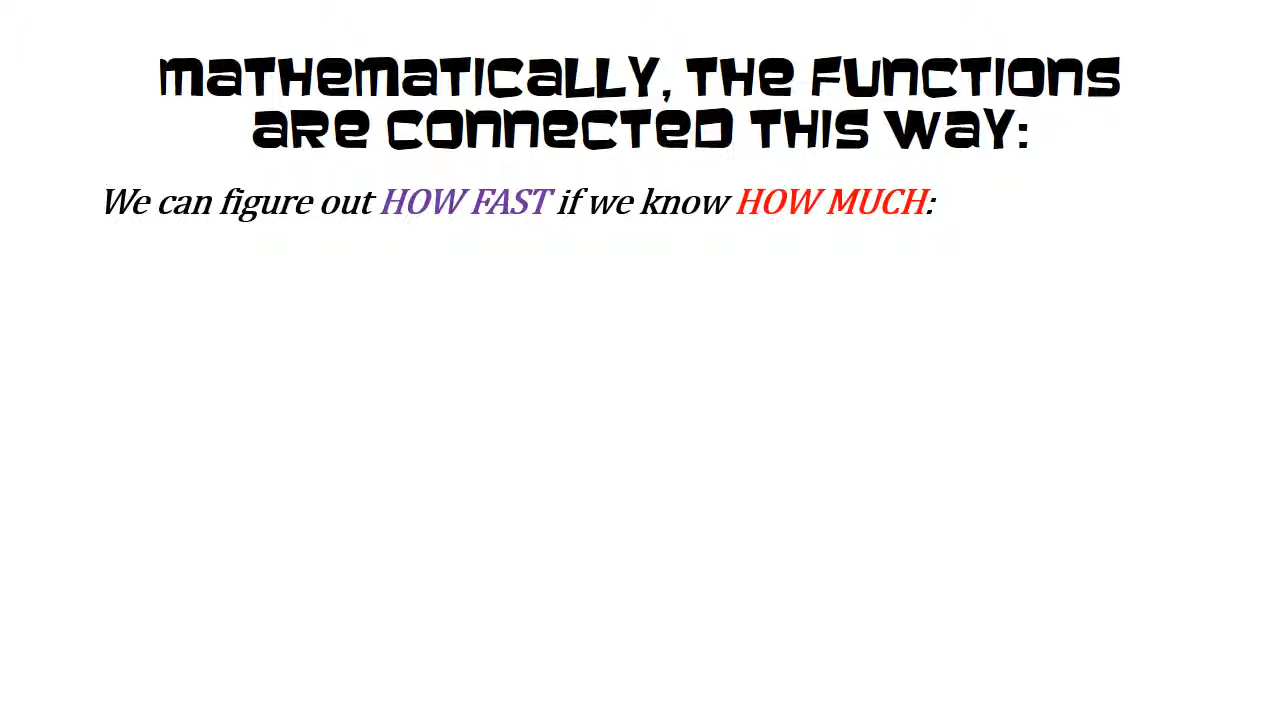 MATHEMATICALLY, THE FUNCTIONS
ARE CONNECTED THIS WAY:
We can figure out HOW FAST if we know HOW MUCH: